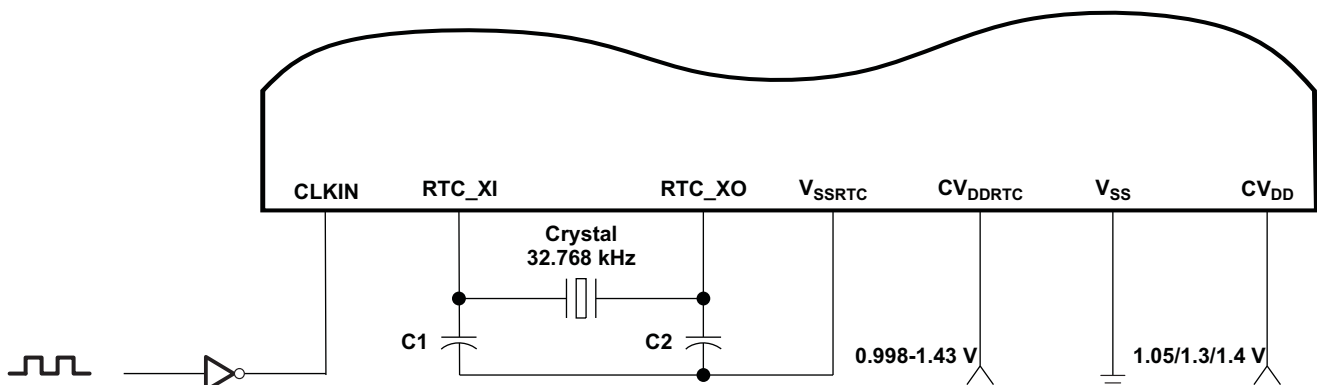 CLKIN
RTC_XI
RTC_XO
VSSRTC
CVDDRTC
VSS
CVDD
Crystal
32.768 kHz
C1
C2
0.998-1.43 V
1.05/1.3/1.4 V